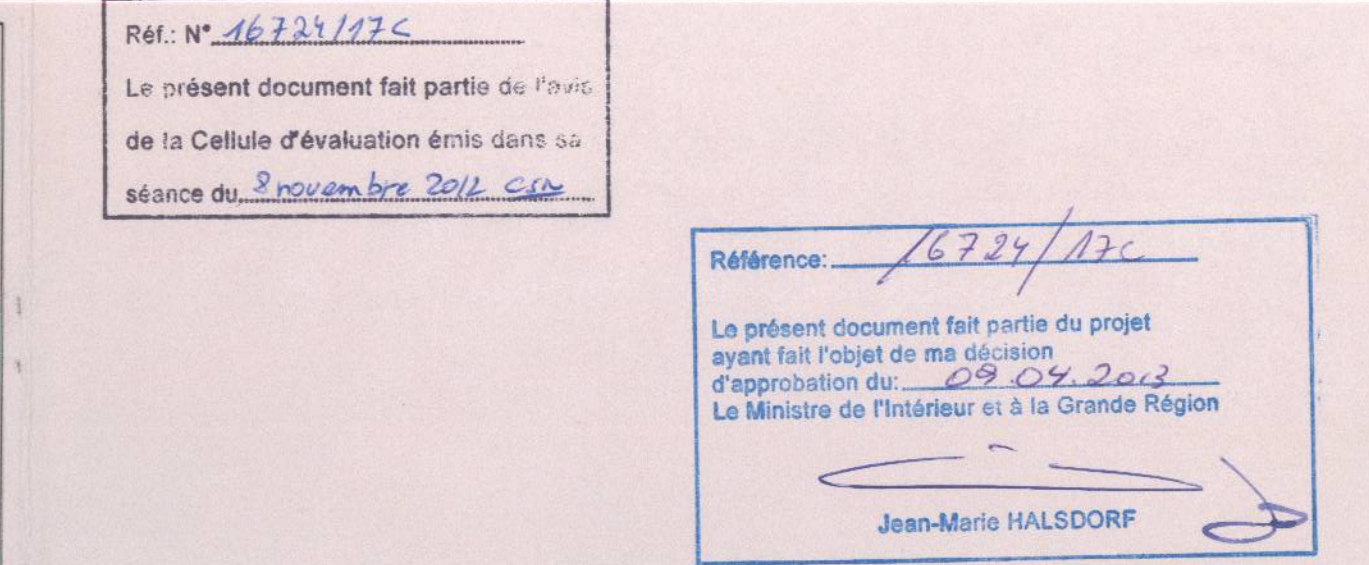 Réf.: N° 16724/17C
Le présent document fait partie de l'avis
de la Cellule d'évaluation émis dans sa
séance du 8 novembre 2012 CSN
Référence: 16724/17C
Le présent document fait partie du projet
ayant fait l'objet de ma décision
d'approbation du: 09.04.2013
Le Ministre de l'Intérieur et à la Grande Région
Jean-Marie HALSDORF